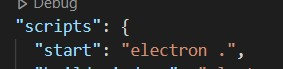 Debug
"scripts": {
"start": "electron .",